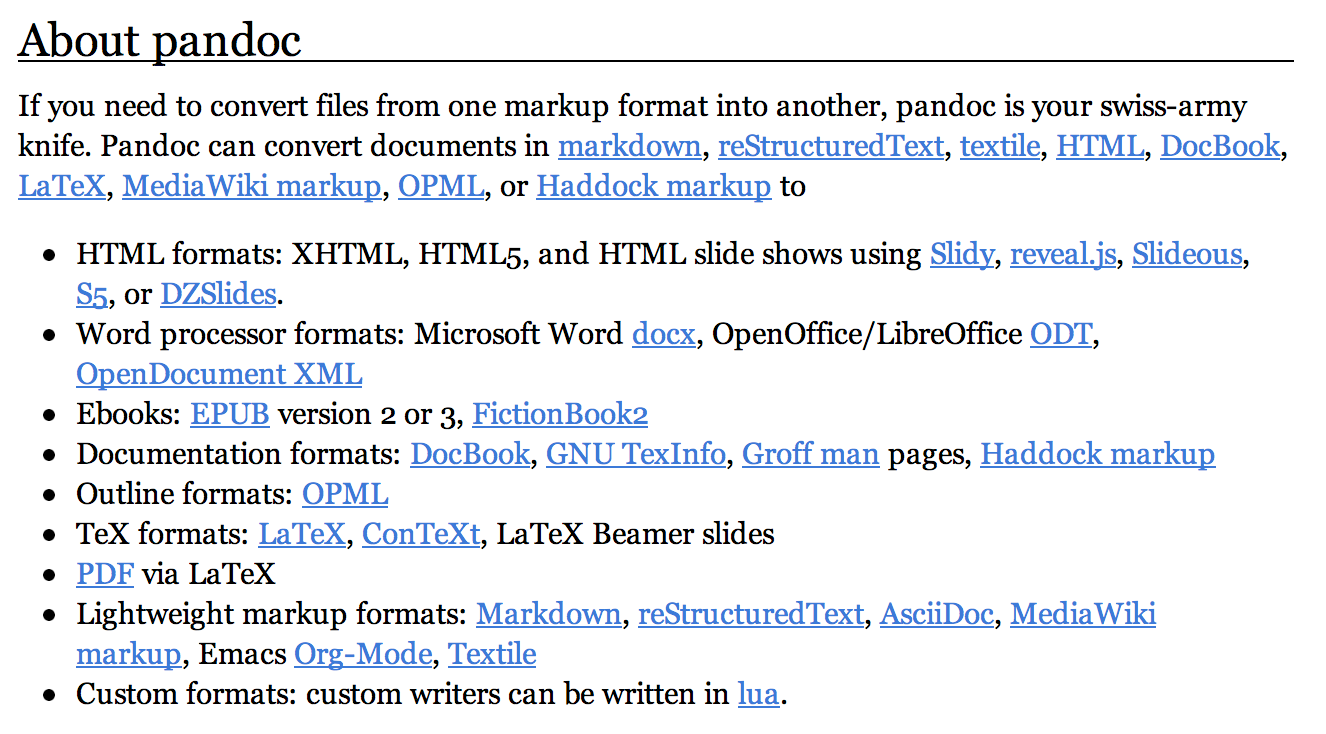 About pandoc
If you need to convert files from one markup format into another, pandoc is your swiss-army
knife. Pandoc can convert documents in markdown, reStructuredText, textile, HTML, DocBook,
LaTeX, MediaWiki markup, OPML, or Haddock markup to
• HTML formats: XHTML, HTML5, and HTML slide shows using Slidy, reveal.js, Slideous,
S5, or DZSlides.
• Word processor formats: Microsoft Word docx, OpenOffice/LibreOffice ODT,
OpenDocument XML
• Ebooks: EPUB version 2 or 3, FictionBook2
• Documentation formats: DocBook, GNU TexInfo, Groff man pages, Haddock markup
• Outline formats: OPML
• TeX formats: LaTeX, ConTeXt, LaTeX Beamer slides
• PDF via LaTeX
• Lightweight markup formats: Markdown, reStructuredText, AsciiDoc, MediaWiki
markup, Emacs Org-Mode, Textile
• Custom formats: custom writers can be written in lua.